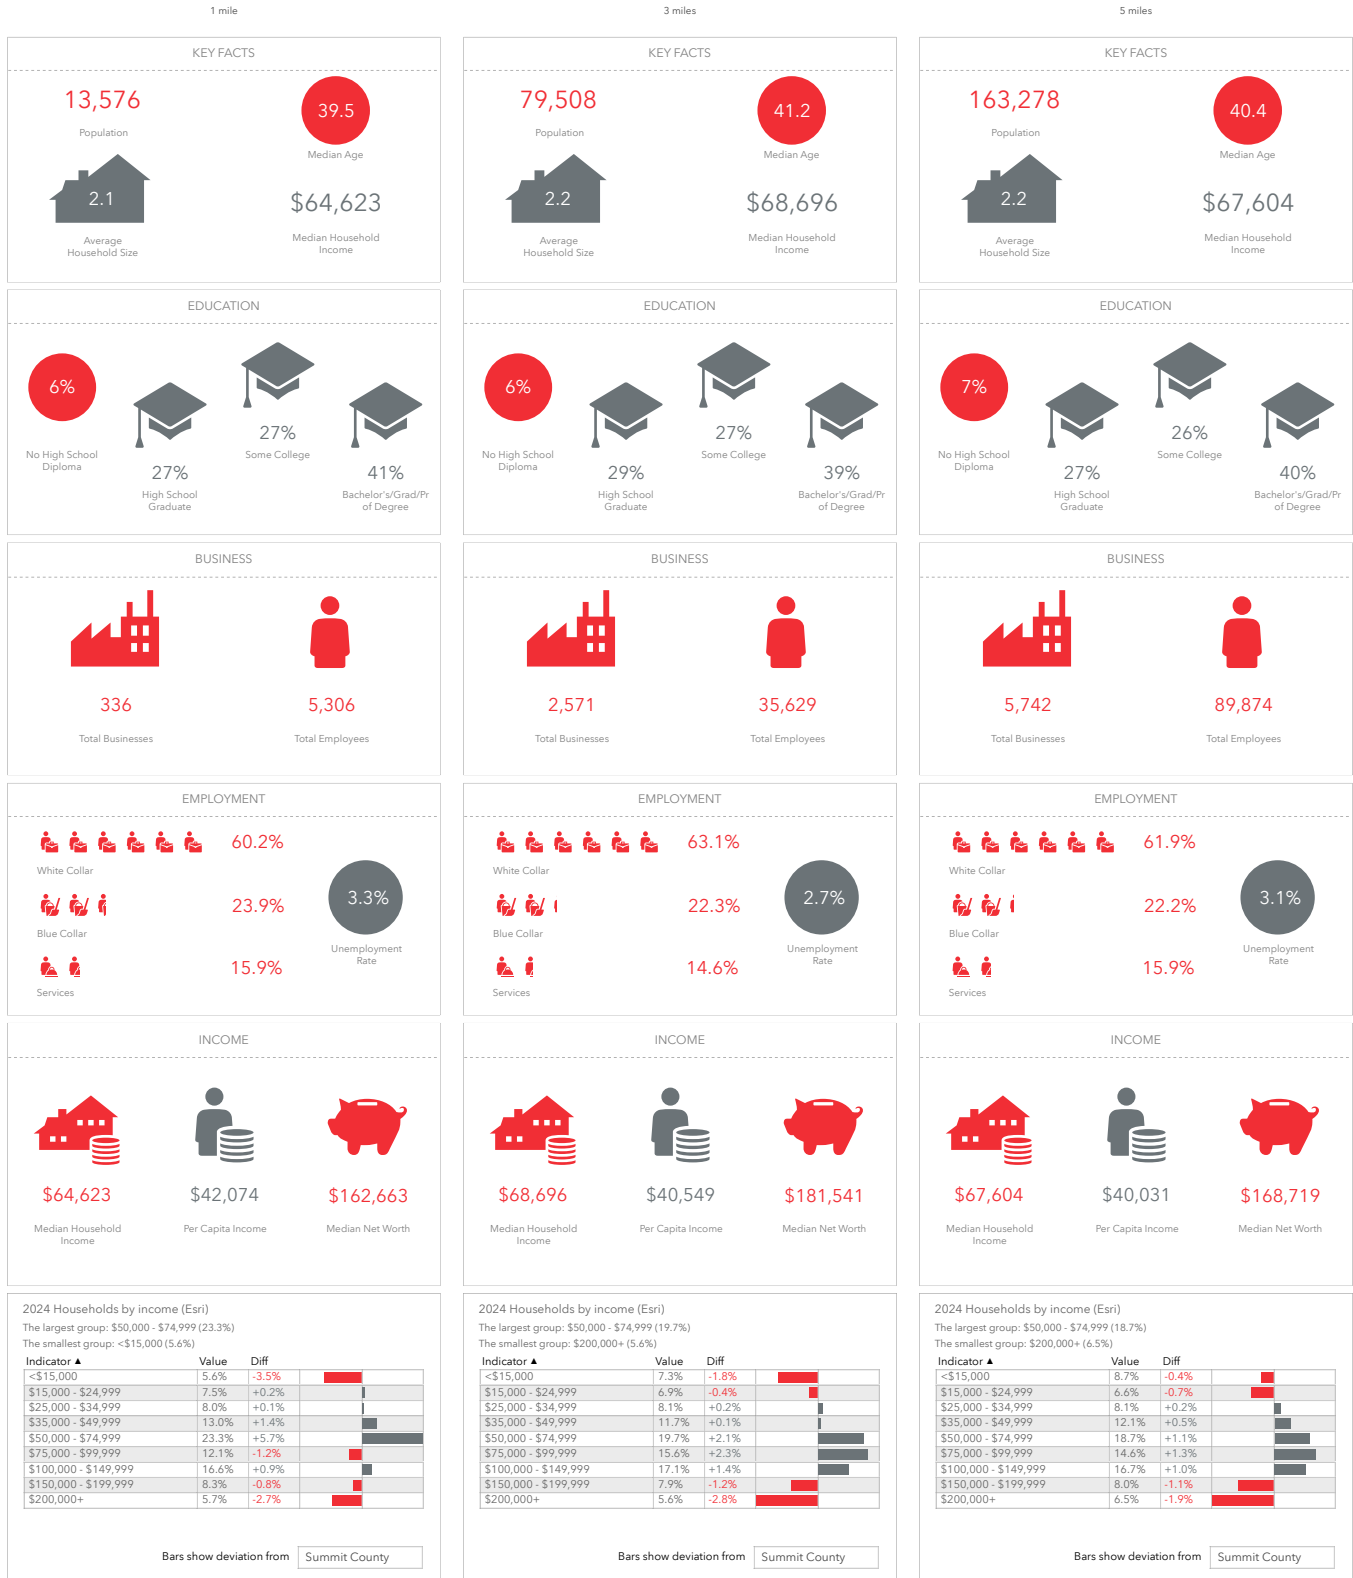 1 mile
KEY FACTS
13,576
Population
39.5
Median Age
2.1
Average
Household Size
$64,623
Median Household
Income
EDUCATION
6%
No High School
Diploma
27%
High School
Graduate
27%
Some College
41%
Bachelor's/Grad/Pr
of Degree
BUSINESS
336
Total Businesses
5,306
Total Employees
EMPLOYMENT
60.2%
White Collar
23.9%
Blue Collar
15.9%
Services
3.3%
Unemployment
Rate
INCOME
$64,623
Median Household
Income
$42,074
Per Capita Income
$162,663
Median Net Worth
2024 Households by income (Esri)
The largest group: $50,000 - $74,999 (23.3%)
The smallest group: <$15,000 (5.6%)
Indicator ▲ Value Diff
<$15,000 5.6% -3.5%
$15,000 - $24,999 7.5% +0.2%
$25,000 - $34,999 8.0% +0.1%
$35,000 - $49,999 13.0% +1.4%
$50,000 - $74,999 23.3% +5.7%
$75,000 - $99,999 12.1% -1.2%
$100,000 - $149,999 16.6% +0.9%
$150,000 - $199,999 8.3% -0.8%
$200,000+ 5.7% -2.7%
Bars show deviation from Summit County
3 miles
KEY FACTS
79,508
Population
41.2
Median Age
2.2
Average
Household Size
$68,696
Median Household
Income
EDUCATION
6%
No High School
Diploma
29%
High School
Graduate
27%
Some College
39%
Bachelor's/Grad/Pr
of Degree
BUSINESS
2,571
Total Businesses
35,629
Total Employees
EMPLOYMENT
63.1%
White Collar
22.3%
Blue Collar
14.6%
Services
2.7%
Unemployment
Rate
INCOME
$68,696
Median Household
Income
$40,549
Per Capita Income
$181,541
Median Net Worth
2024 Households by income (Esri)
The largest group: $50,000 - $74,999 (19.7%)
The smallest group: $200,000+ (5.6%)
Indicator ▲ Value Diff
<$15,000 7.3% -1.8%
$15,000 - $24,999 6.9% -0.4%
$25,000 - $34,999 8.1% +0.2%
$35,000 - $49,999 11.7% +0.1%
$50,000 - $74,999 19.7% +2.1%
$75,000 - $99,999 15.6% +2.3%
$100,000 - $149,999 17.1% +1.4%
$150,000 - $199,999 7.9% -1.2%
$200,000+ 5.6% -2.8%
Bars show deviation from Summit County
5 miles
KEY FACTS
163,278
Population
40.4
Median Age
2.2
Average
Household Size
$67,604
Median Household
Income
EDUCATION
7%
No High School
Diploma
27%
High School
Graduate
26%
Some College
40%
Bachelor's/Grad/Pr
of Degree
BUSINESS
5,742
Total Businesses
89,874
Total Employees
EMPLOYMENT
61.9%
White Collar
22.2%
Blue Collar
15.9%
Services
3.1%
Unemployment
Rate
INCOME
$67,604
Median Household
Income
$40,031
Per Capita Income
$168,719
Median Net Worth
2024 Households by income (Esri)
The largest group: $50,000 - $74,999 (18.7%)
The smallest group: $200,000+ (6.5%)
Indicator ▲ Value Diff
<$15,000 8.7% -0.4%
$15,000 - $24,999 6.6% -0.7%
$25,000 - $34,999 8.1% +0.2%
$35,000 - $49,999 12.1% +0.5%
$50,000 - $74,999 18.7% +1.1%
$75,000 - $99,999 14.6% +1.3%
$100,000 - $149,999 16.7% +1.0%
$150,000 - $199,999 8.0% -1.1%
$200,000+ 6.5% -1.9%
Bars show deviation from Summit County